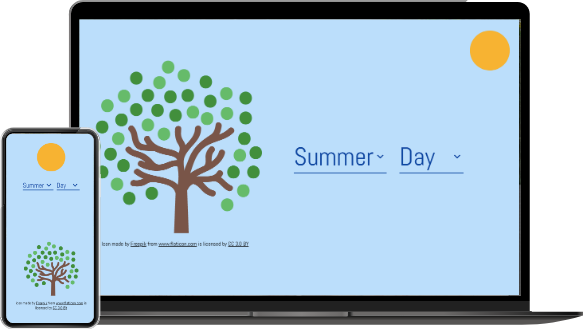 Summer Day
Icon made by Freepik from www.flaticon.com is licensed by CC 3.0 BY
Summer Day
Icon made by Freepik from www.flaticon.com is
licensed by CC 3.0 BY